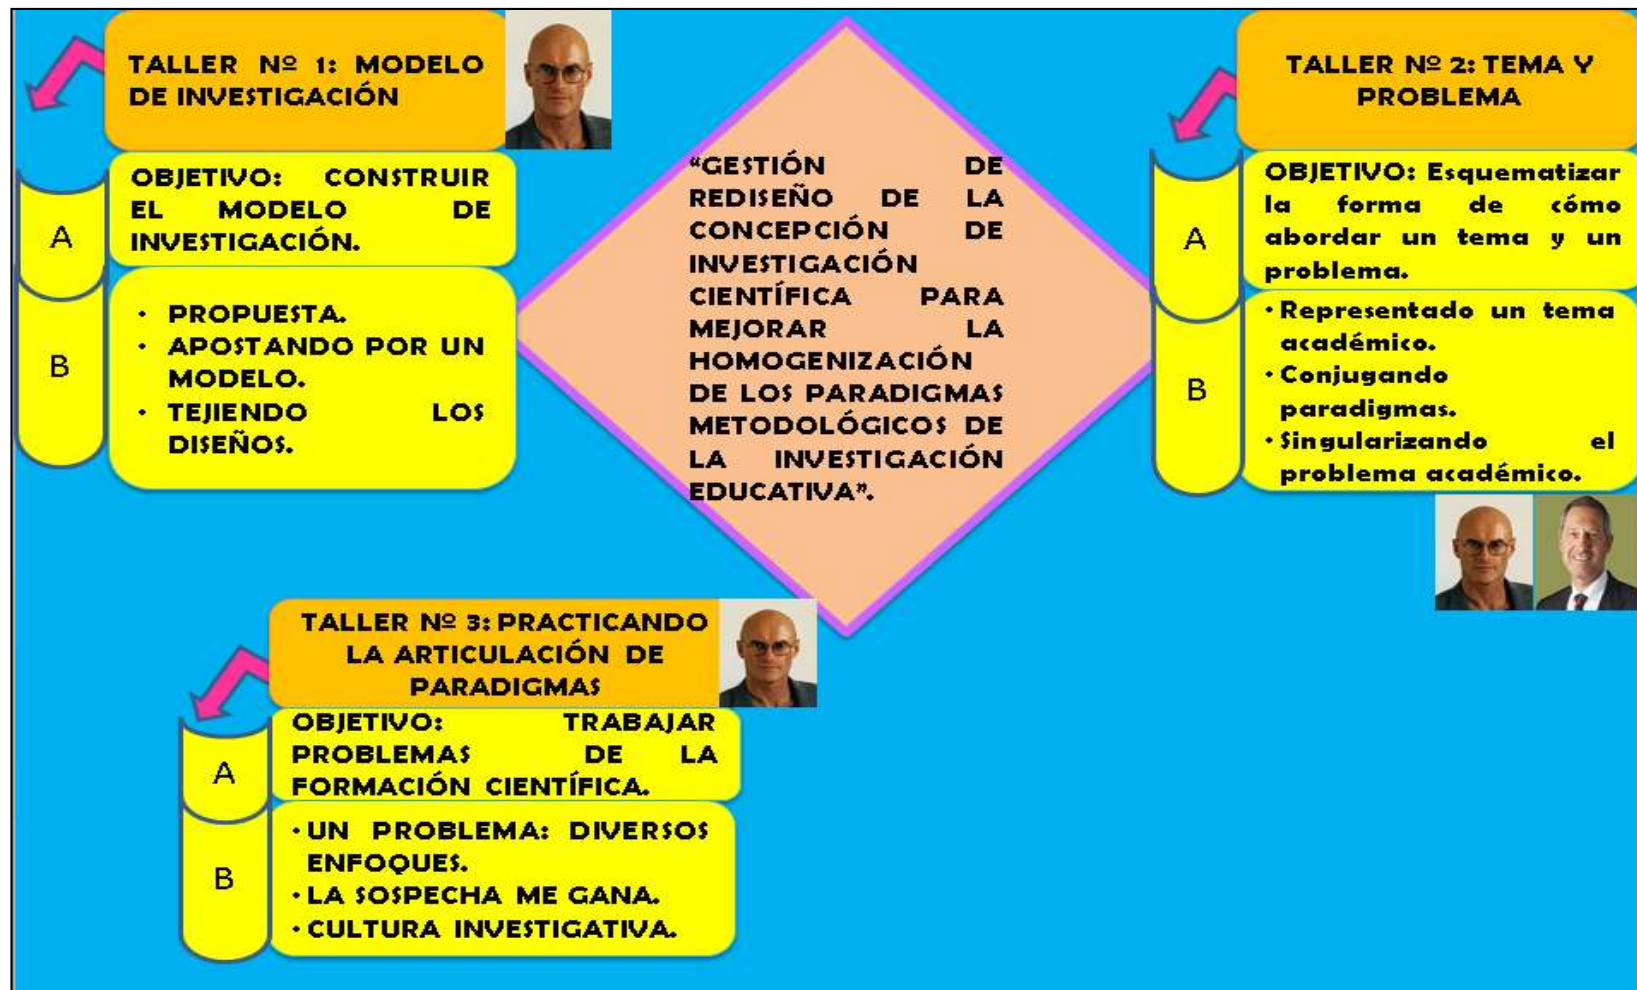 TALLER Nº 1: MODELO
DE INVESTIGACIÓN
A
OBJETIVO: CONSTRUIR
EL MODELO DE
INVESTIGACIÓN.
B
• PROPUESTA.
• APOSTANDO POR UN
MODELO.
• TEJIENDO LOS
DISEÑOS.
“GESTIÓN DE
REDISEÑO DE LA
CONCEPCIÓN DE
INVESTIGACIÓN
CIENTÍFICA PARA
MEJORAR LA
HOMOGENIZACIÓN
DE LOS PARADIGMAS
METODOLÓGICOS DE
LA INVESTIGACIÓN
EDUCATIVA”.
TALLER Nº 2: TEMA Y
PROBLEMA
A
OBJETIVO: Esquematizar
la forma de cómo
abordar un tema y un
problema.
B
• Representado un tema
académico.
• Conjugando
paradigmas.
• Singularizando el
problema académico.
TALLER Nº 3: PRACTICANDO
LA ARTICULACIÓN DE
PARADIGMAS
A
OBJETIVO: TRABAJAR
PROBLEMAS DE LA
FORMACIÓN CIENTÍFICA.
B
• UN PROBLEMA: DIVERSOS
ENFOQUES.
• LA SOSPECHA ME GANA.
• CULTURA INVESTIGATIVA.